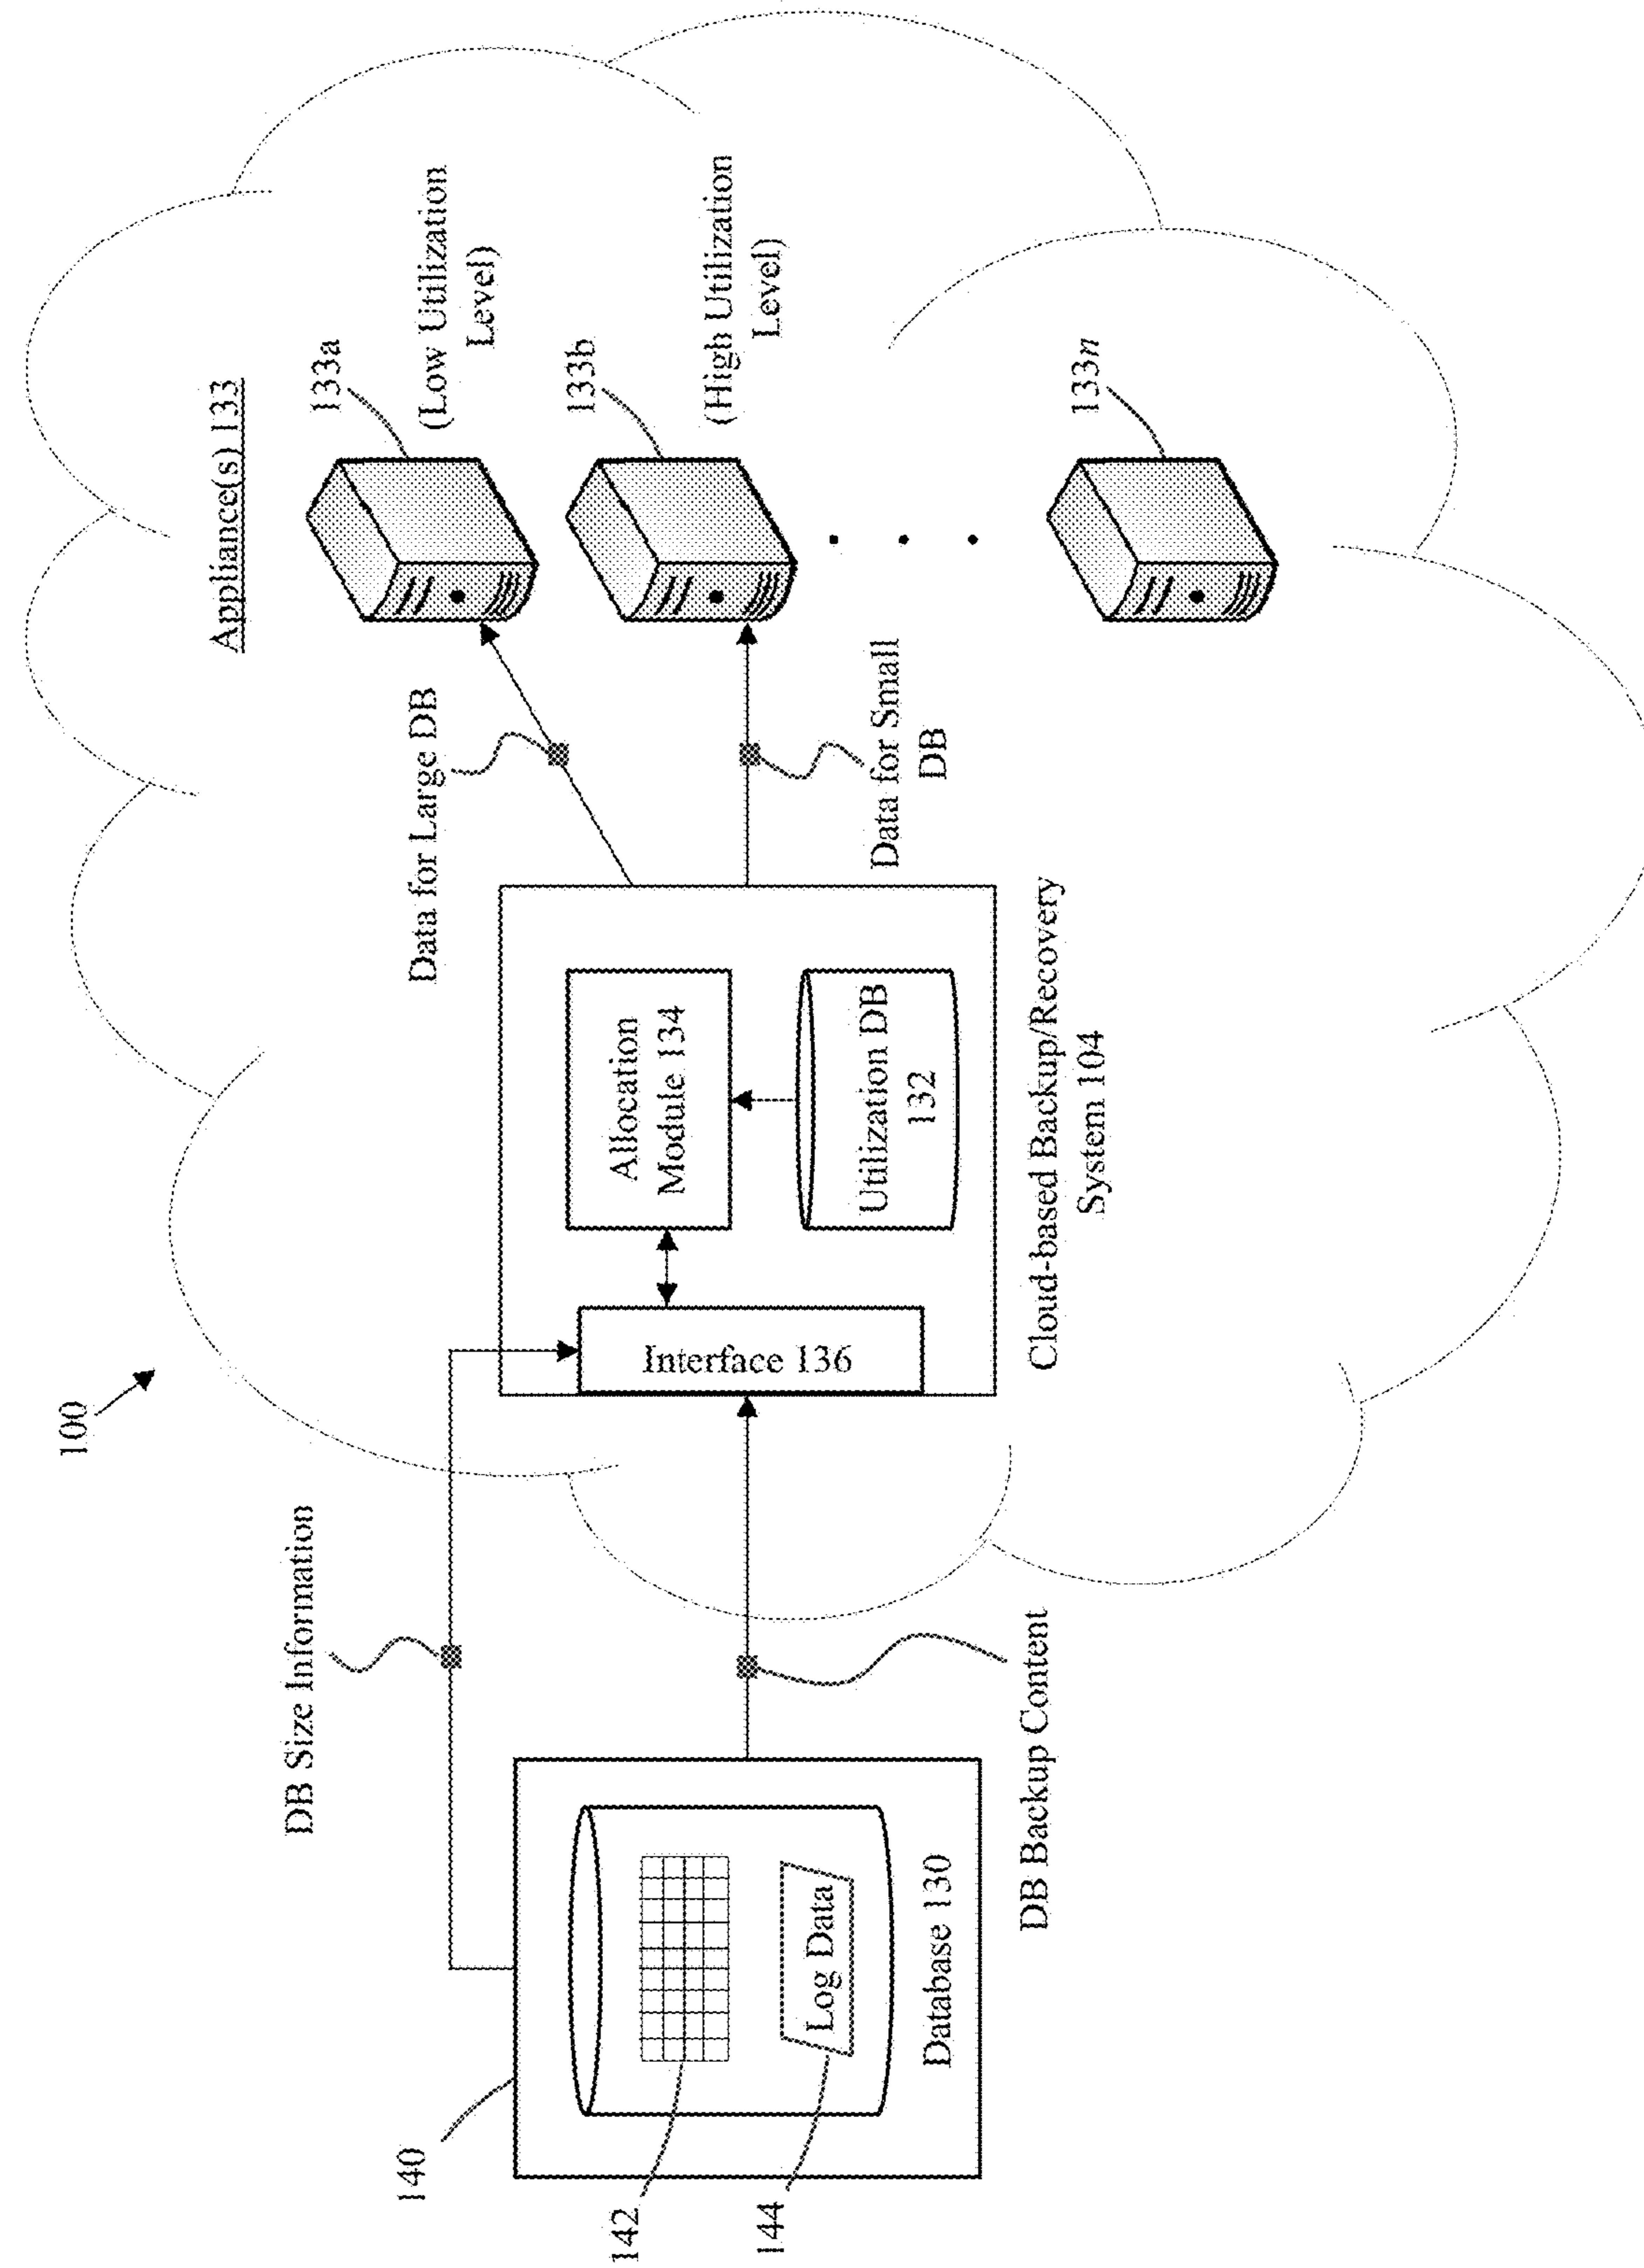 100
Appliance(s) 133
133a
(Low Utilization
Level)
133b
(High Utilization
Level)
133n
Data for Large DB
Data for Small
DB
DB Size Information
Allocation
Module 134
Utilization DB
132
Interface 136
Cloud-based Backup/Recovery
System 104
140
142
144
Log Data
Database 130
DB Backup Content